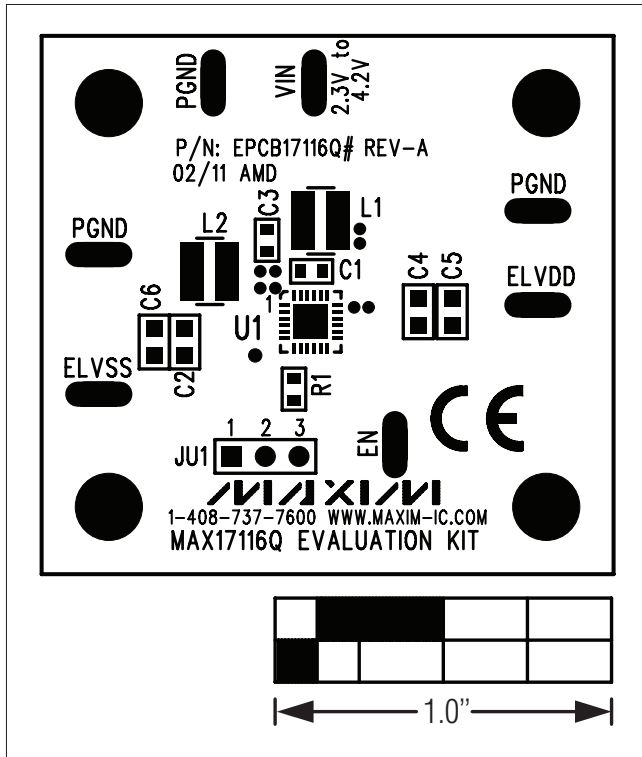 PGND
VIN
2.3V to
4.2V
P/N: EPCB17116Q# REV-A
02/11 AMD
PGND
PGND
L2
C3
L1
C1
C4
C5
ELVDD
C6
1
U1
C2
ELVSS
R1
1 2 3
JU1
EN
CE
MAXIM
1-408-737-7600 WWW.MAXIM-IC.COM
MAX17116Q EVALUATION KIT
1.0”